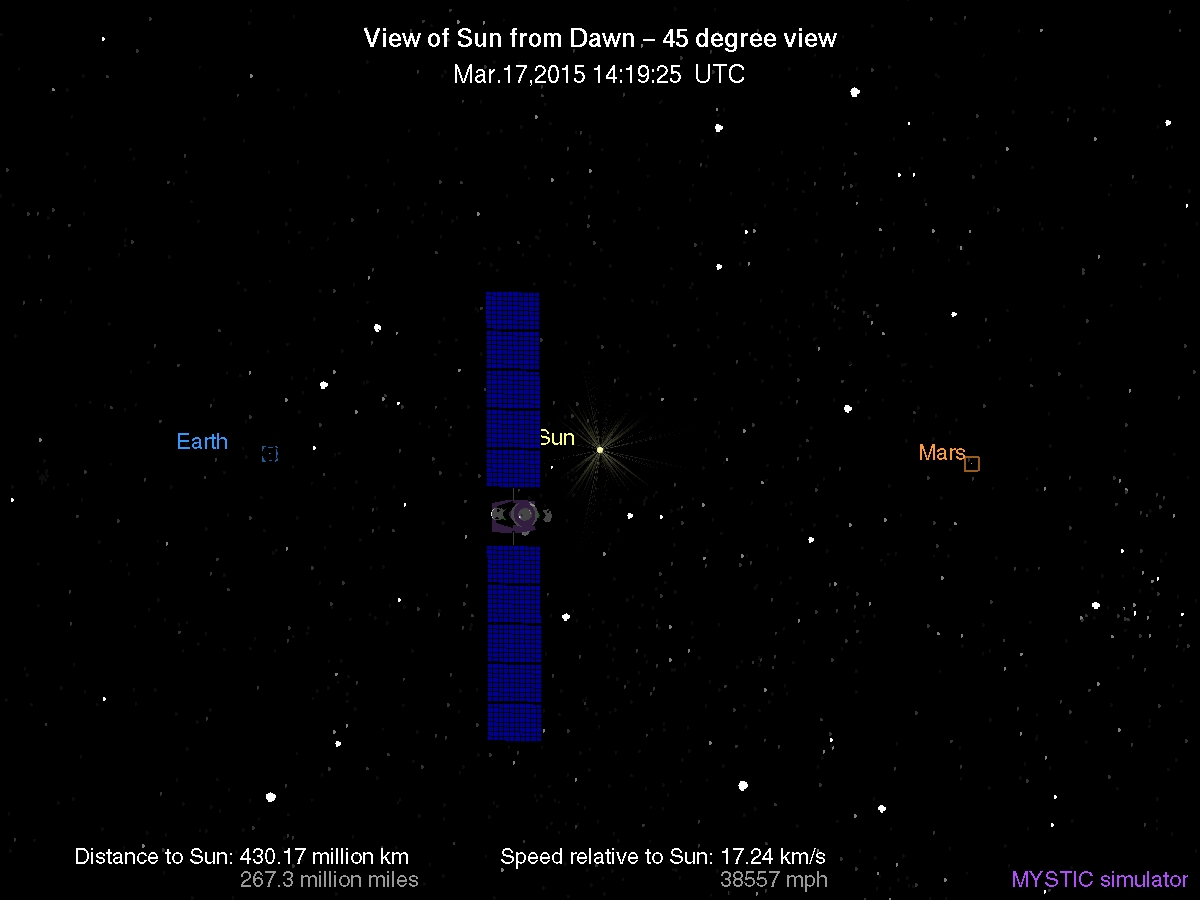 View of Sun from Dawn – 45 degree view
Mar.17,2015 14:19:25 UTC
Sun
Earth
Mars
Distance to Sun: 430.17 million km
267.3 million miles
Speed relative to Sun: 17.24 km/s
38557 mph
MYSTIC simulator